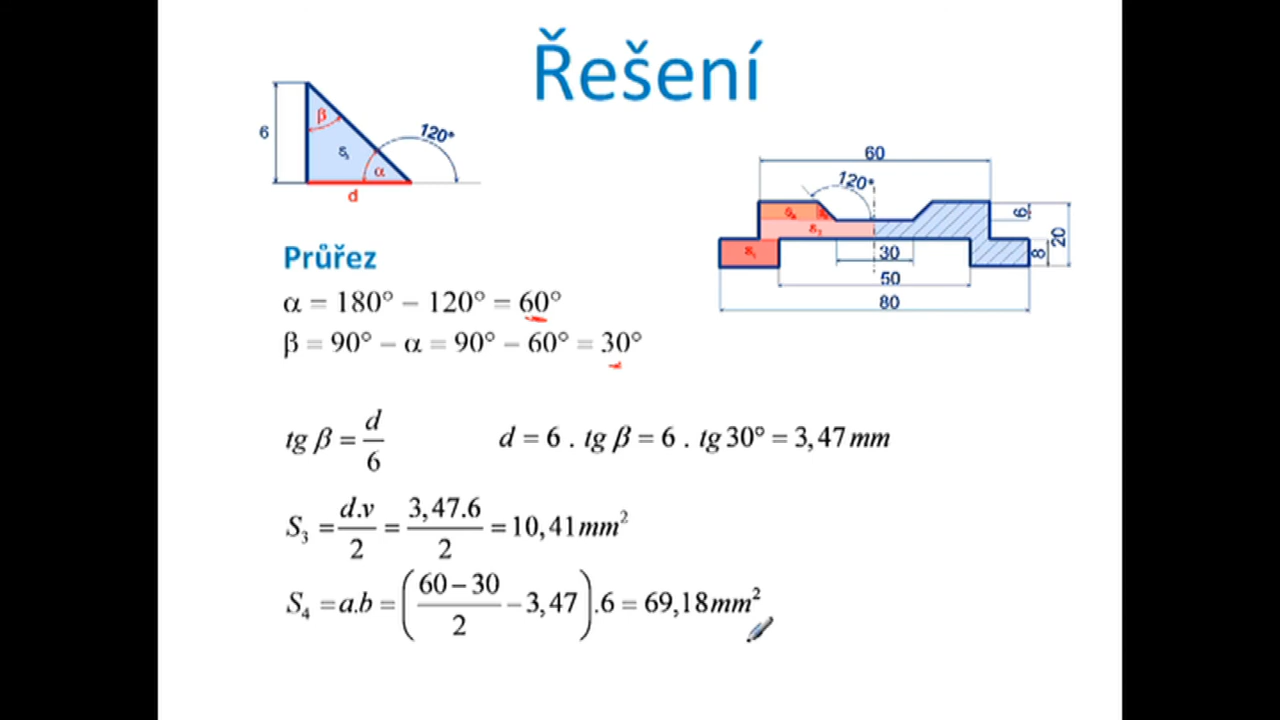 Řešení
6
β
S₃
α
120°
d
60
120°
S₄
S₃
S₂
S₁
6
20
8
30
50
80
Průřez
α = 180° − 120° = 60°
β = 90° − α = 90° − 60° = 30°
tg β = d/6    d = 6 . tg β = 6 . tg 30° = 3,47 mm
S₃ = d.v/2 = 3,47.6/2 = 10,41 mm²
S₄ = a.b = ((60 − 30)/2 − 3,47).6 = 69,18 mm²